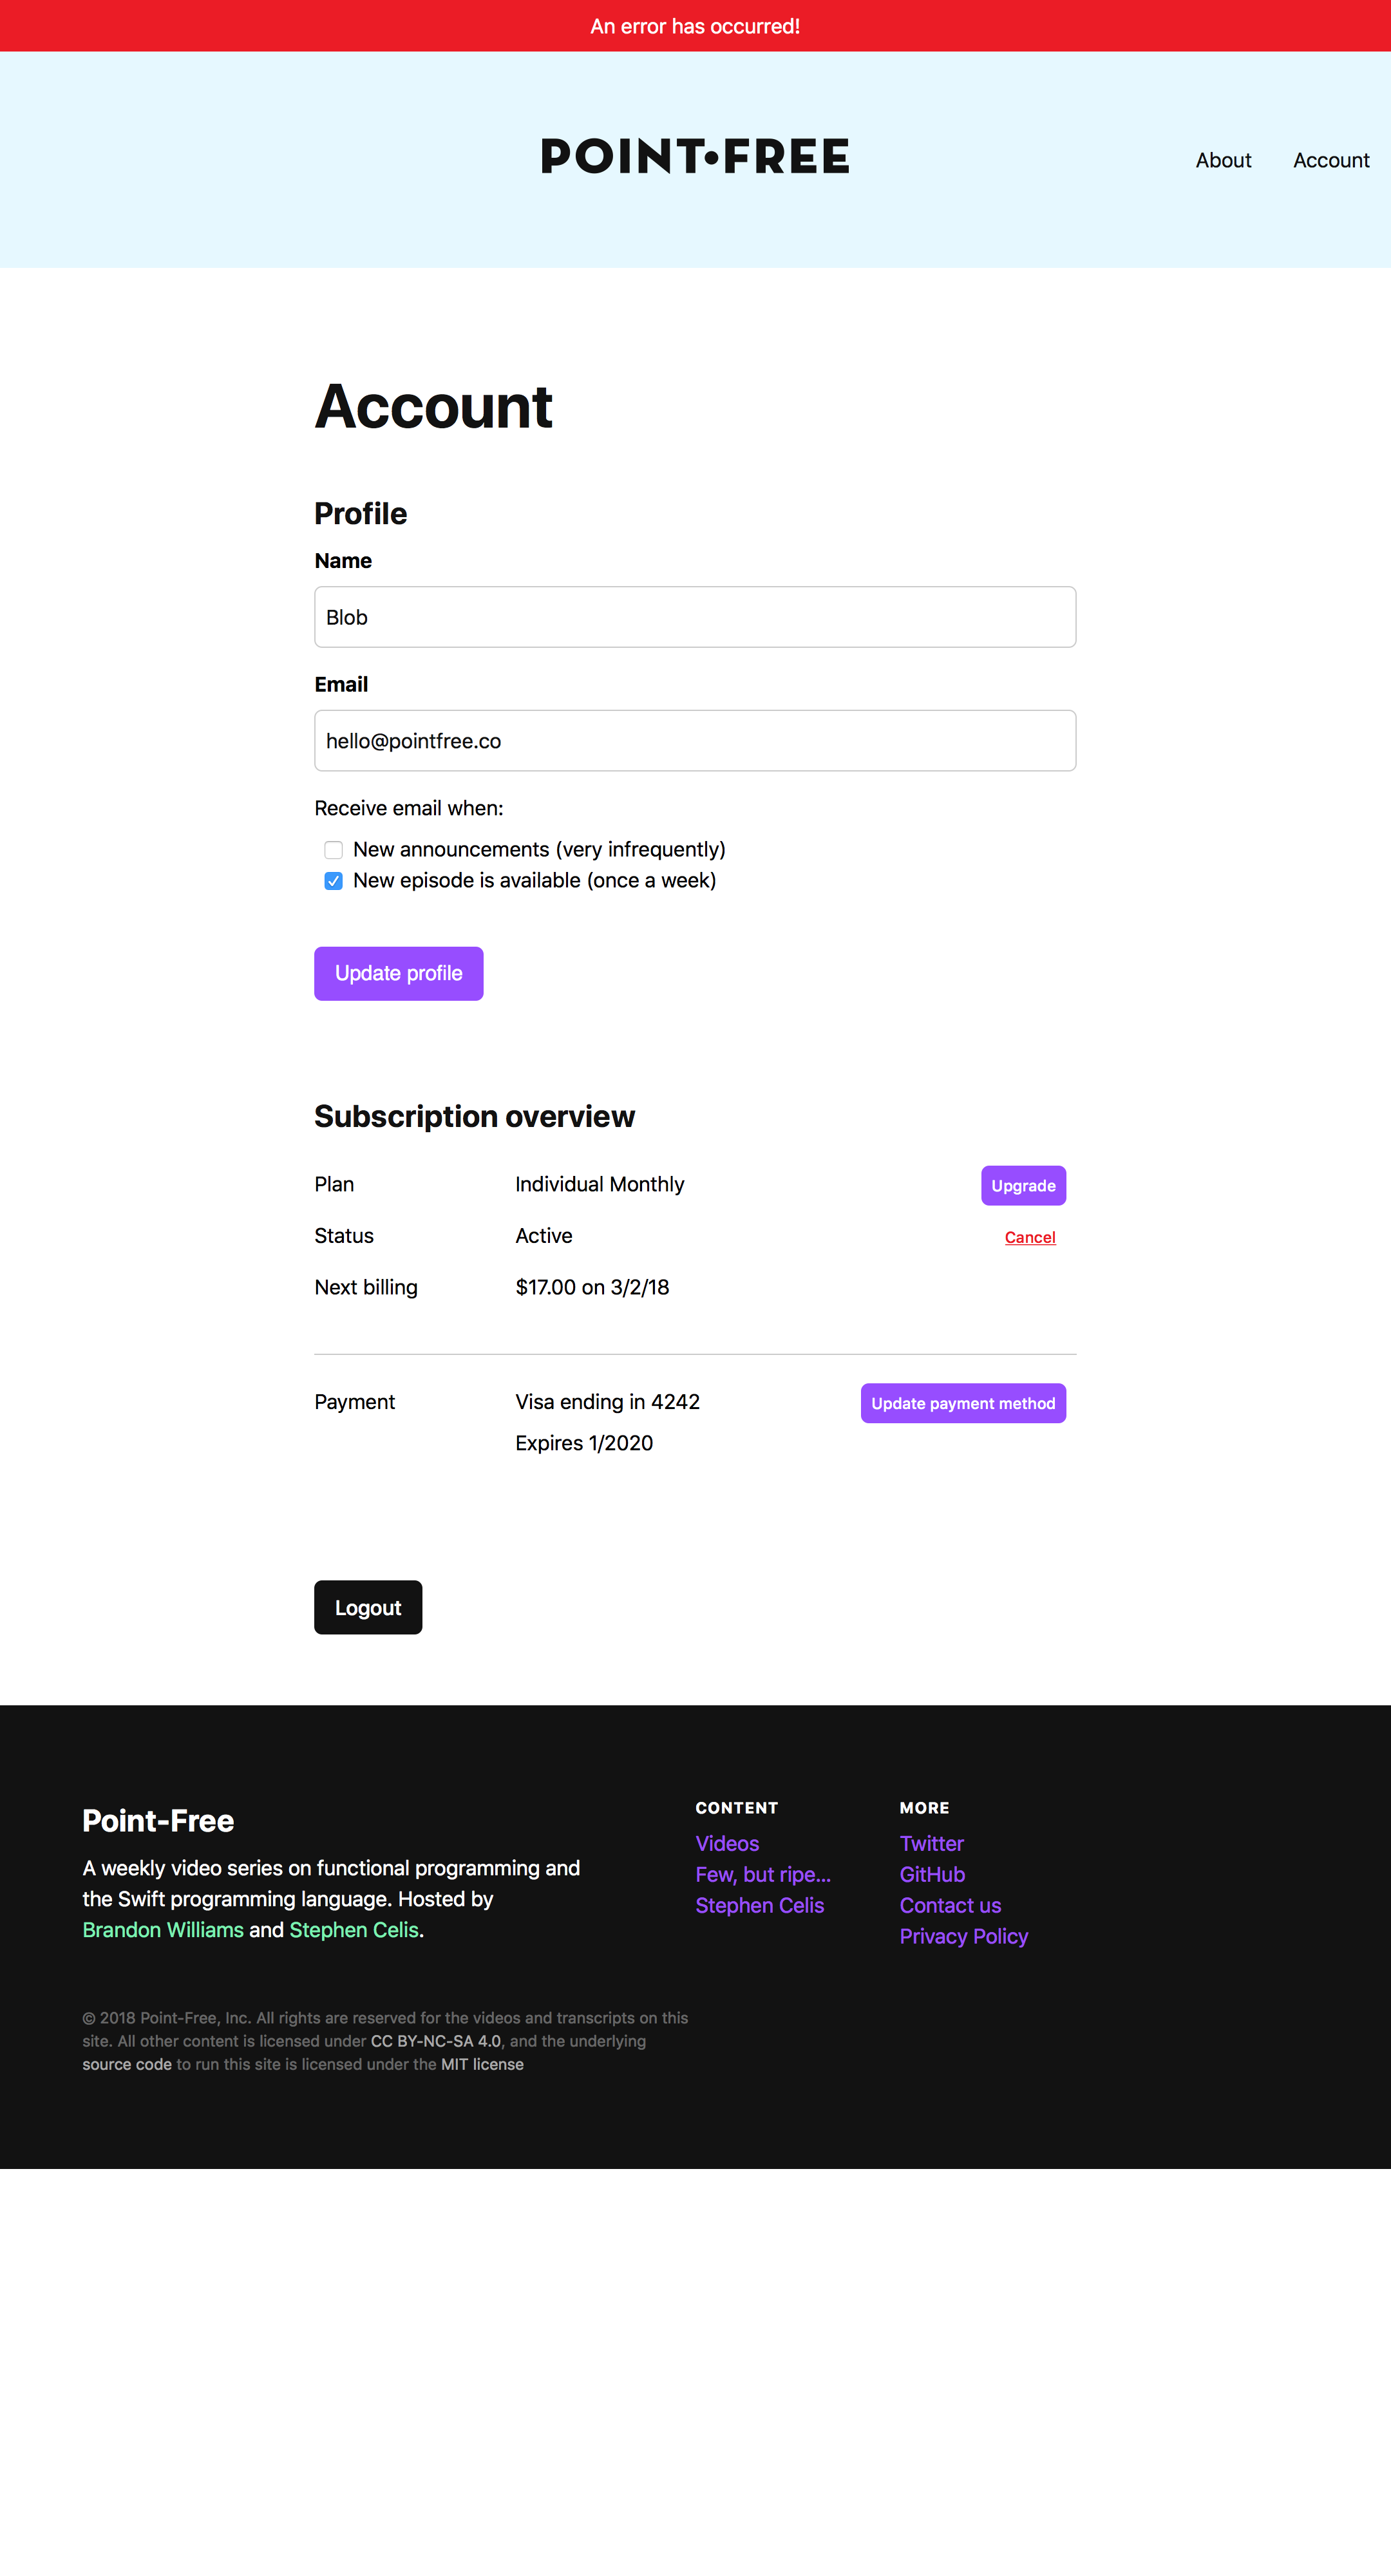 An error has occurred!
POINT•FREE
About
Account
Account
Profile
Name
Blob
Email
hello@pointfree.co
Receive email when:
New announcements (very infrequently)
New episode is available (once a week)
Update profile
Subscription overview
Plan
Individual Monthly
Upgrade
Status
Active
Cancel
Next billing
$17.00 on 3/2/18
Payment
Visa ending in 4242
Update payment method
Expires 1/2020
Logout
Point-Free
A weekly video series on functional programming and
the Swift programming language. Hosted by
Brandon Williams and Stephen Celis.
CONTENT
Videos
Few, but ripe...
Stephen Celis
MORE
Twitter
GitHub
Contact us
Privacy Policy
© 2018 Point-Free, Inc. All rights are reserved for the videos and transcripts on this
site. All other content is licensed under CC BY-NC-SA 4.0, and the underlying
source code to run this site is licensed under the MIT license